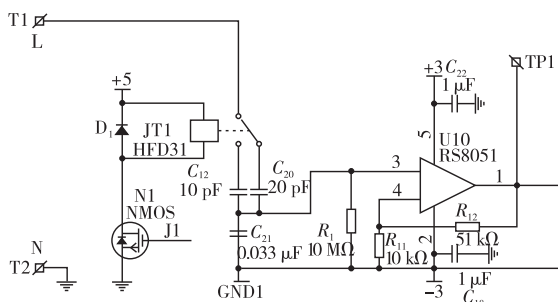 T1
L
+5
D1
JT1
HFD31
C12
10 pF
C20
20 pF
N1
NMOS
J1
C21
0.033 μF
T2
N
GND1
R1
10 MΩ
R11
10 kΩ
+3
C22
1 μF
5
U10
RS8051
3
4
1
2
R12
51 kΩ
1 μF
-3
TP1